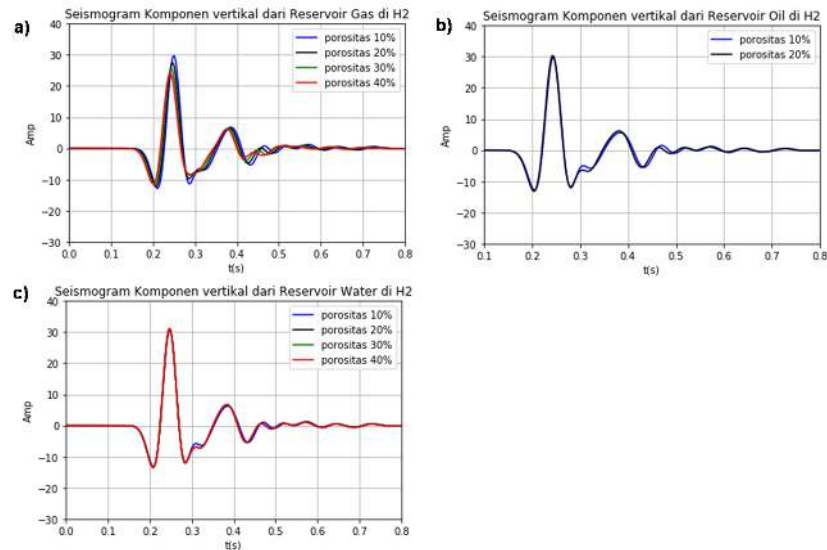 a)
Seismogram Komponen vertikal dari Reservoir Gas di H2
40
30
20
10
0
−10
−20
−30
Amp
porositas 10%
porositas 20%
porositas 30%
porositas 40%
0.0 0.1 0.2 0.3 0.4 0.5 0.6 0.7 0.8
t(s)
b)
Seismogram Komponen vertikal dari Reservoir Oil di H2
40
30
20
10
0
−10
−20
−30
Amp
porositas 10%
porositas 20%
0.1 0.2 0.3 0.4 0.5 0.6 0.7 0.8
t(s)
c)
Seismogram Komponen vertikal dari Reservoir Water di H2
40
30
20
10
0
−10
−20
−30
Amp
porositas 10%
porositas 20%
porositas 30%
porositas 40%
0.0 0.1 0.2 0.3 0.4 0.5 0.6 0.7 0.8
t(s)